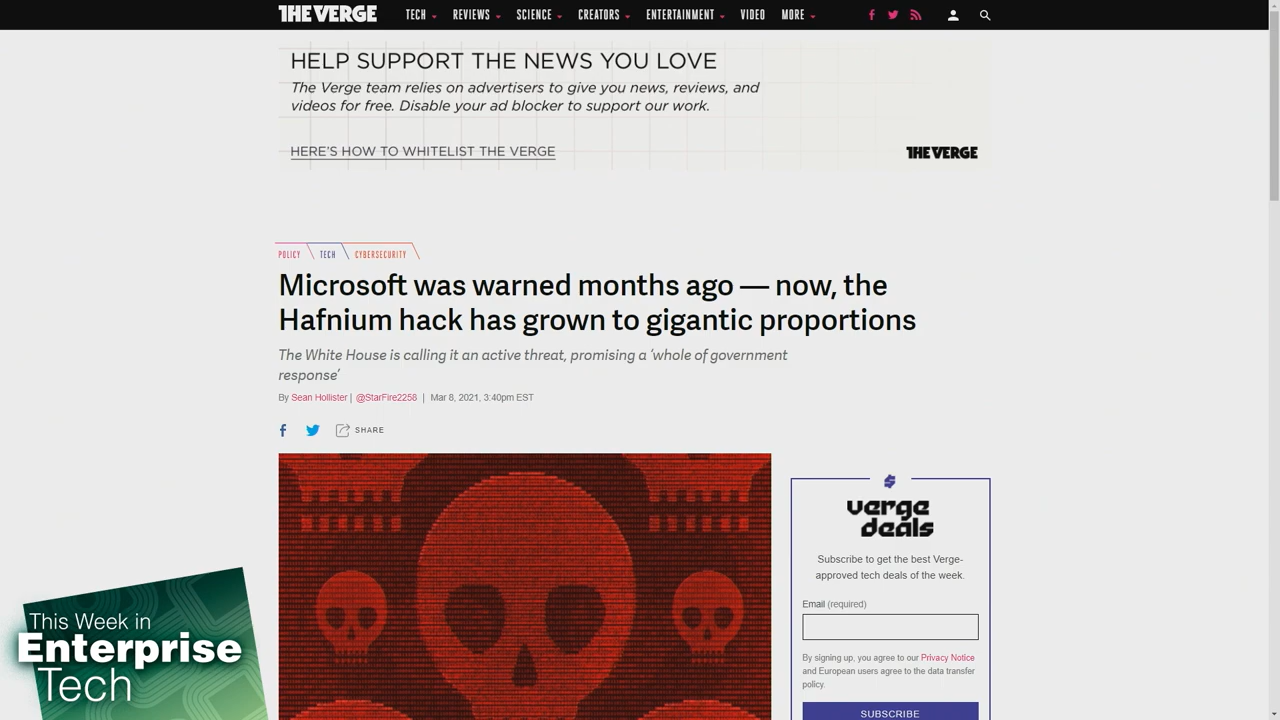 THE VERGE
TECH REVIEWS SCIENCE CREATORS ENTERTAINMENT VIDEO MORE
HELP SUPPORT THE NEWS YOU LOVE
The Verge team relies on advertisers to give you news, reviews, and
videos for free. Disable your ad blocker to support our work.
HERE'S HOW TO WHITELIST THE VERGE
THE VERGE
POLICY TECH CYBERSECURITY
Microsoft was warned months ago — now, the
Hafnium hack has grown to gigantic proportions
The White House is calling it an active threat, promising a ‘whole of government
response’
By Sean Hollister | @StarFire2258 | Mar 8, 2021, 3:40pm EST
SHARE
verge
deals
Subscribe to get the best Verge-
approved tech deals of the week.
Email (required)
By signing up, you agree to our Privacy Notice
and European users agree to the data transfer
policy.
SUBSCRIBE
This Week in
Enterprise
Tech